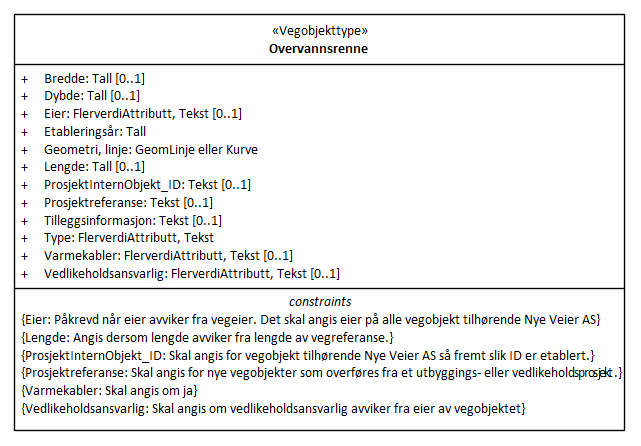 «Vegobjekttype»
Overvannsrenne
+ Bredde: Tall [0..1]
+ Dybde: Tall [0..1]
+ Eier: FlerverdiAttributt, Tekst [0..1]
+ Etableringsår: Tall
+ Geometri, linje: GeomLinje eller Kurve
+ Lengde: Tall [0..1]
+ ProsjektInternObjekt_ID: Tekst [0..1]
+ Prosjektreferanse: Tekst [0..1]
+ Tilleggsinformasjon: Tekst [0..1]
+ Type: FlerverdiAttributt, Tekst
+ Varmekabler: FlerverdiAttributt, Tekst [0..1]
+ Vedlikeholdsansvarlig: FlerverdiAttributt, Tekst [0..1]
constraints
{Eier: Påkrevd når eier avviker fra vegeier. Det skal angis eier på alle vegobjekt tilhørende Nye Veier AS}
{Lengde: Angis dersom lengde avviker fra lengde av vegreferanse.}
{ProsjektInternObjekt_ID: Skal angis for vegobjekt tilhørende Nye Veier AS så fremt slik ID er etablert.}
{Prosjektreferanse: Skal angis for nye vegobjekter som overføres fra et utbyggings- eller vedlikeholdsprosjekt.}
{Varmekabler: Skal angis om ja}
{Vedlikeholdsansvarlig: Skal angis om vedlikeholdsansvarlig avviker fra eier av vegobjektet}